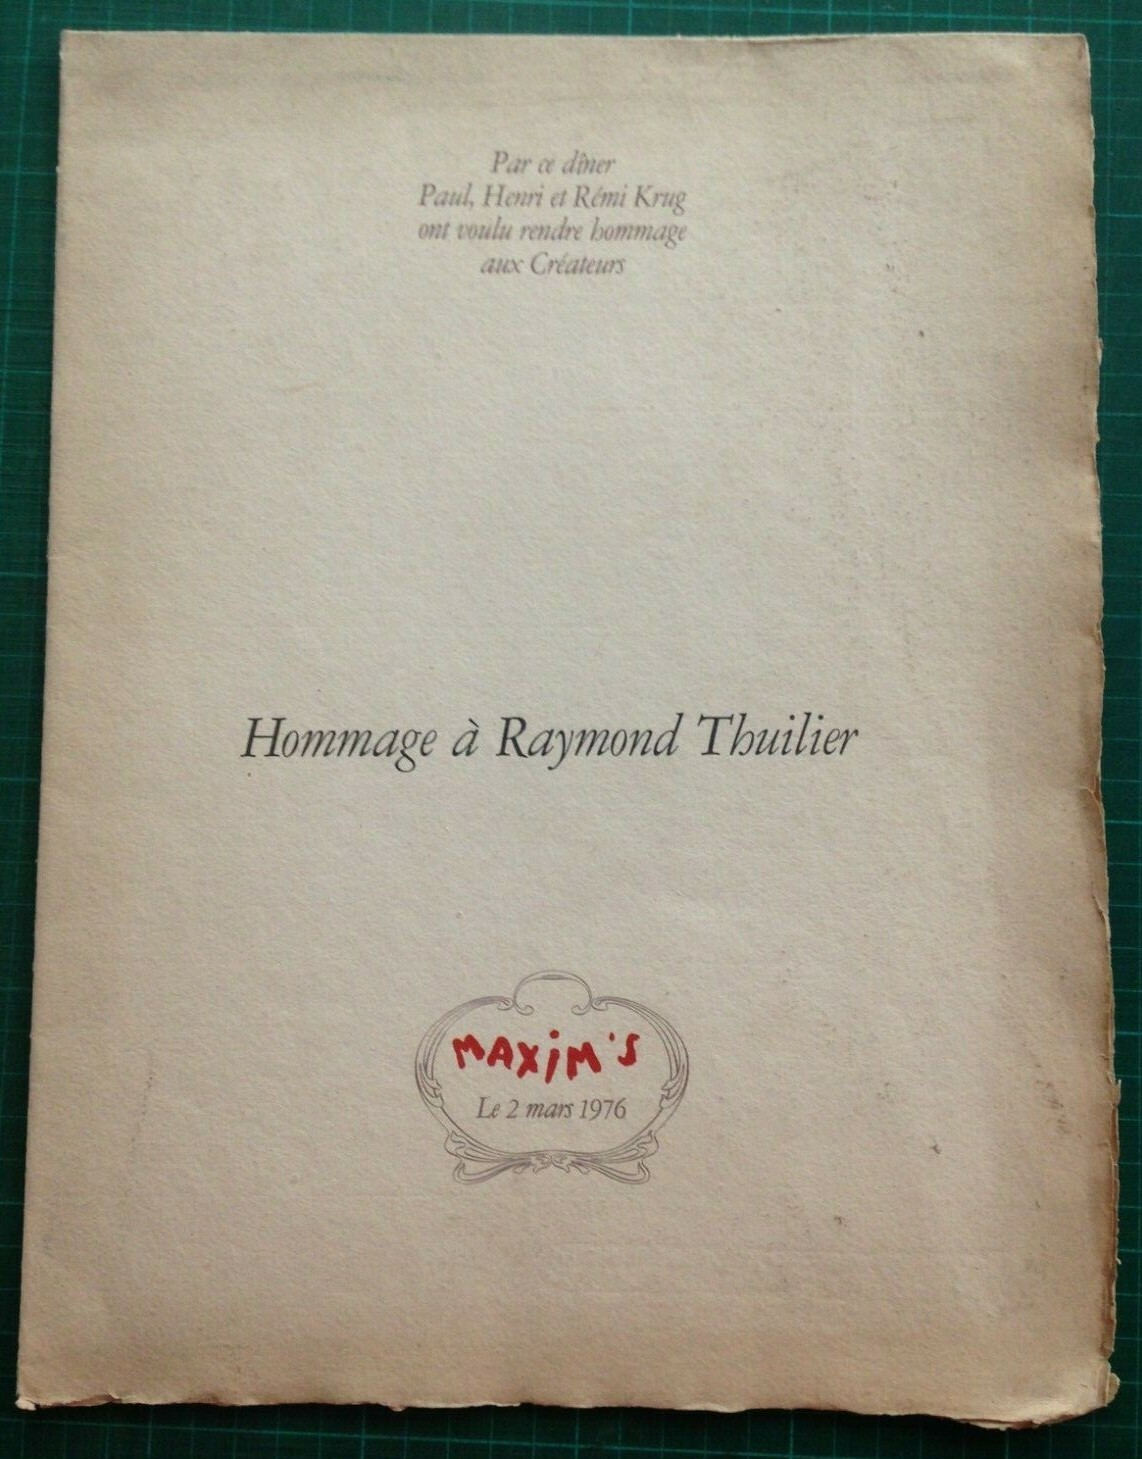 Par ce dîner
Paul, Henri et Rémi Krug
ont voulu rendre hommage
aux Créateurs
Hommage à Raymond Thuilier
MAXiM'S
Le 2 mars 1976